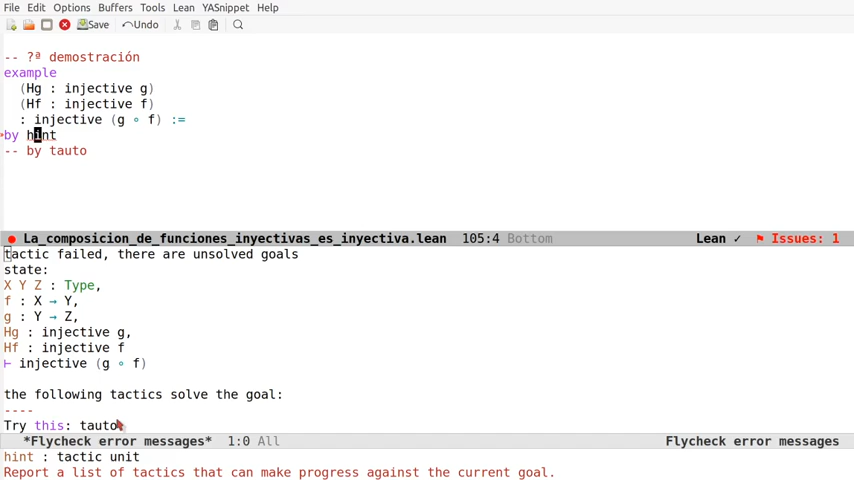 File Edit Options Buffers Tools Lean YASnippet Help
Save Undo
-- ?ª demostración
example
(Hg : injective g)
(Hf : injective f)
: injective (g ∘ f) :=
by hint
-- by tauto
La_composicion_de_funciones_inyectivas_es_inyectiva.lean 105:4 Bottom Lean ✓ Issues: 1
tactic failed, there are unsolved goals
state:
X Y Z : Type,
f : X → Y,
g : Y → Z,
Hg : injective g,
Hf : injective f
⊢ injective (g ∘ f)
the following tactics solve the goal:
----
Try this: tauto
*Flycheck error messages* 1:0 All Flycheck error messages
hint : tactic unit
Report a list of tactics that can make progress against the current goal.